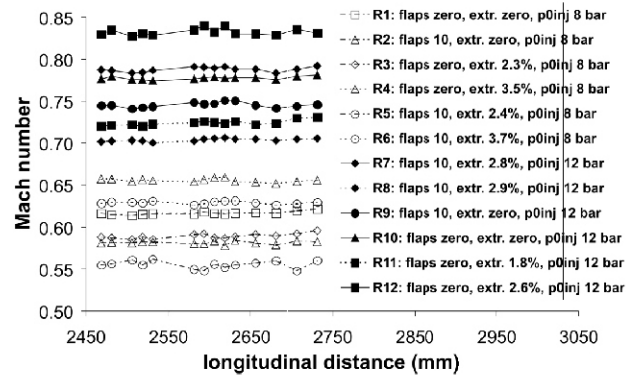 0.85
0.80
0.75
0.70
0.65
0.60
0.55
0.50
Mach number
2450
2550
2650
2750
2850
2950
3050
longitudinal distance (mm)
R1: flaps zero, extr. zero, p0inj 8 bar
R2: flaps 10, extr. zero, p0inj 8 bar
R3: flaps zero, extr. 2.3%, p0inj 8 bar
R4: flaps zero, extr. 3.5%, p0inj 8 bar
R5: flaps 10, extr. 2.4%, p0inj 8 bar
R6: flaps 10, extr. 3.7%, p0inj 8 bar
R7: flaps 10, extr. 2.8%, p0inj 12 bar
R8: flaps 10, extr. 2.9%, p0inj 12 bar
R9: flaps 10, extr. zero, p0inj 12 bar
R10: flaps zero, extr. zero, p0inj 12 bar
R11: flaps zero, extr. 1.8%, p0inj 12 bar
R12: flaps zero, extr. 2.6%, p0inj 12 bar